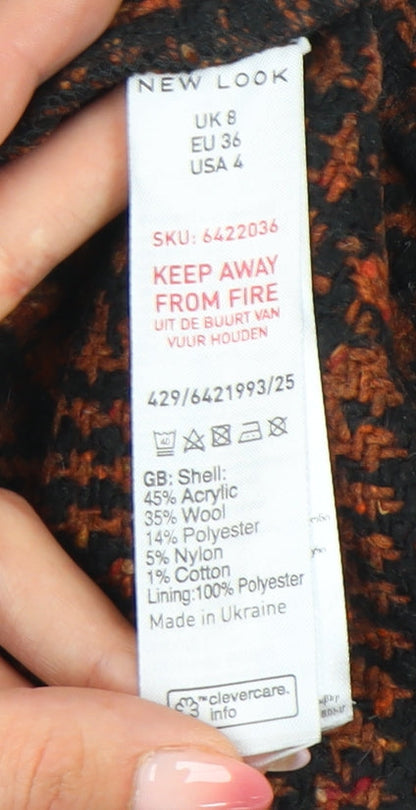 NEW LOOK
UK 8
EU 36
USA 4
SKU: 6422036
KEEP AWAY
FROM FIRE
UIT DE BUURT VAN
VUUR HOUDEN
429/6421993/25
40
GB: Shell:
45% Acrylic
35% Wool
14% Polyester
5% Nylon
1% Cotton
Lining:100% Polyester
Made in Ukraine
™clevercare.
info